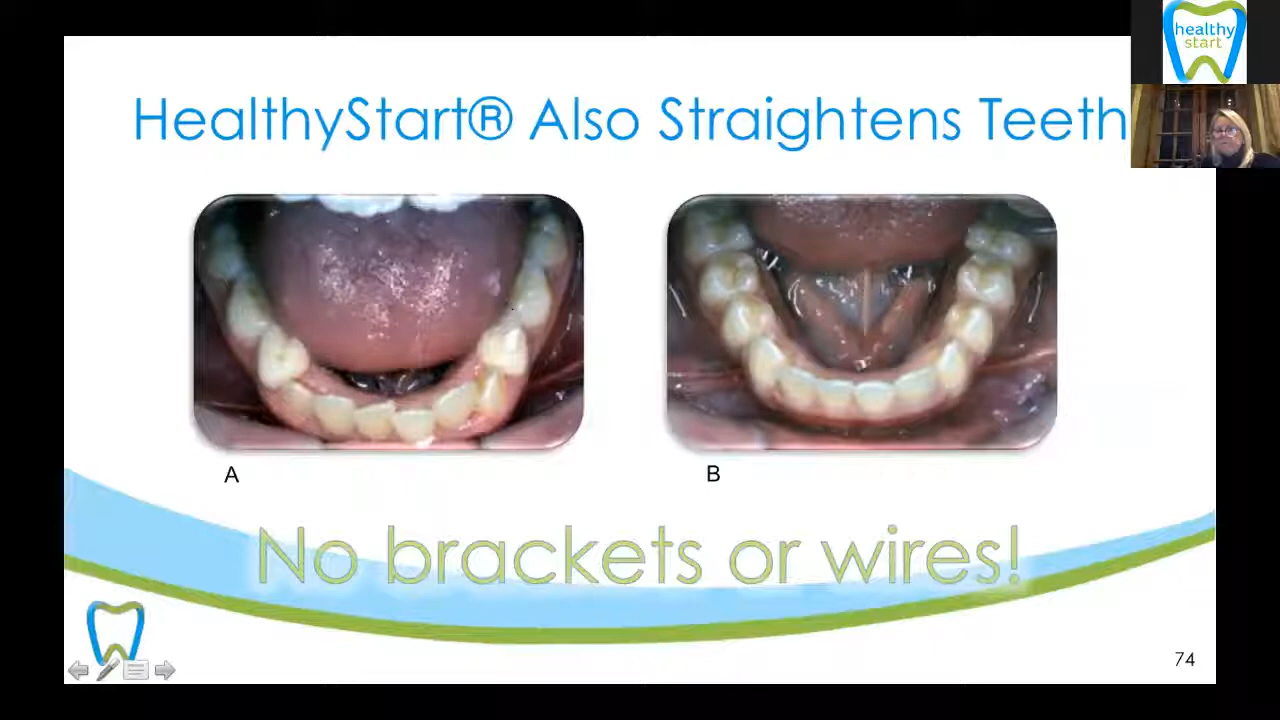 healthy
start
HealthyStart® Also Straightens Teeth
A
B
No brackets or wires!
74